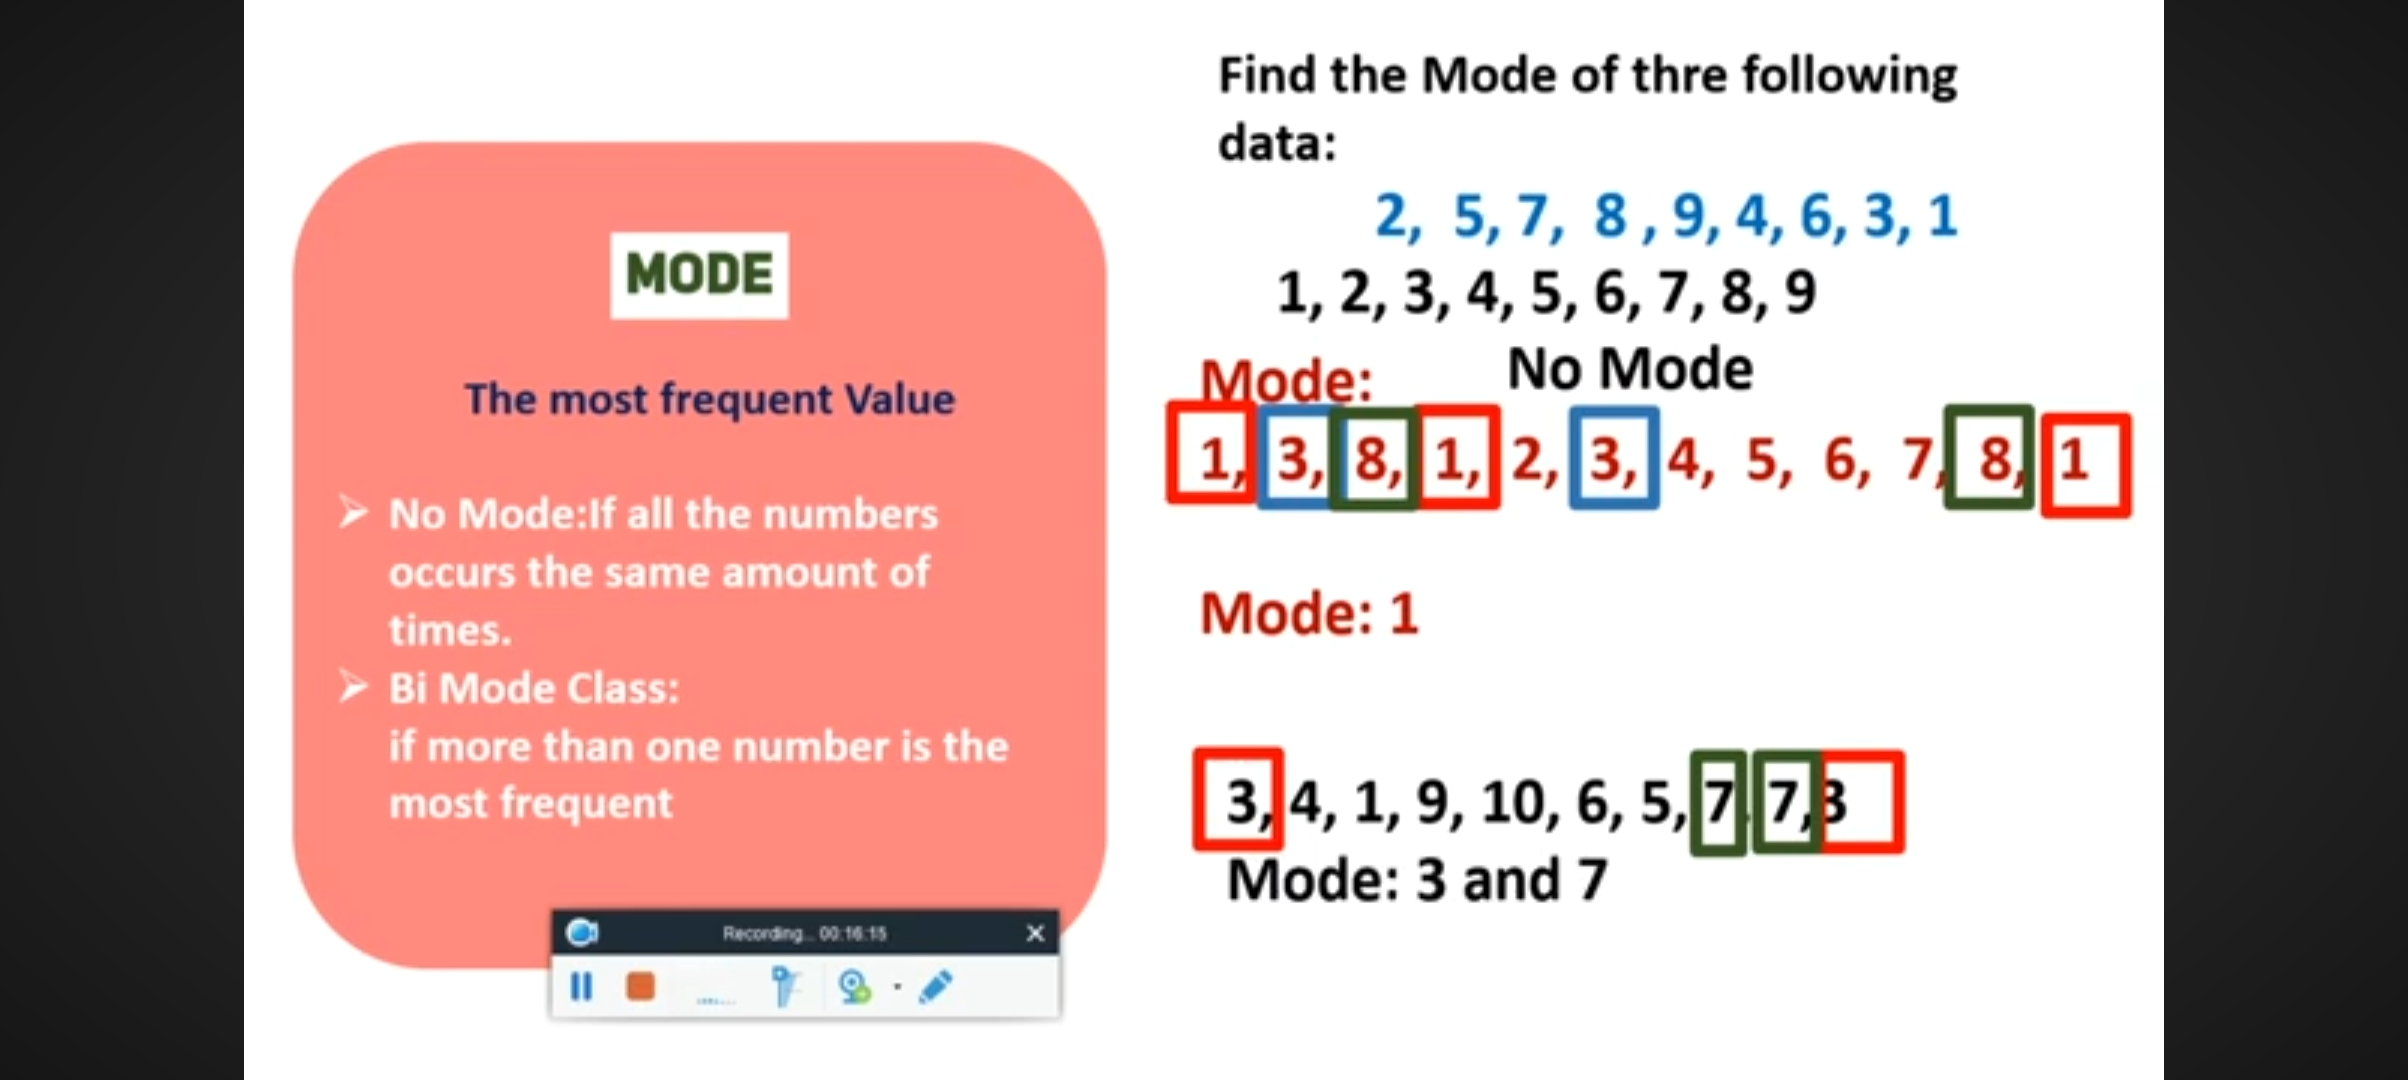 MODE
The most frequent Value
➢ No Mode:If all the numbers
occurs the same amount of
times.
➢ Bi Mode Class:
if more than one number is the
most frequent
Recording... 00:16:15
Find the Mode of thre following
data:
2, 5, 7, 8 , 9, 4, 6, 3, 1
1, 2, 3, 4, 5, 6, 7, 8, 9
Mode: No Mode
1, 3, 8, 1, 2, 3, 4, 5, 6, 7, 8, 1
Mode: 1
3, 4, 1, 9, 10, 6, 5, 7, 7,3
Mode: 3 and 7